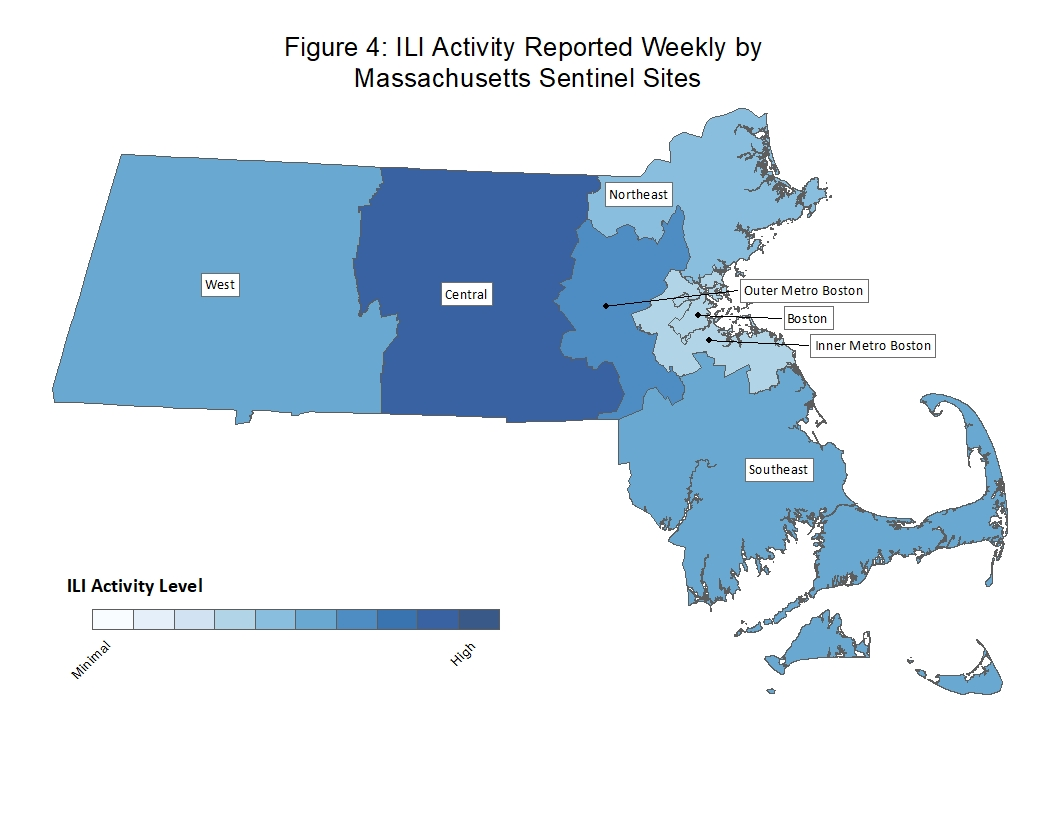 Figure 4: ILI Activity Reported Weekly by
Massachusetts Sentinel Sites
Northeast
West
Central
Outer Metro Boston
Boston
Inner Metro Boston
Southeast
ILI Activity Level
Minimal
High